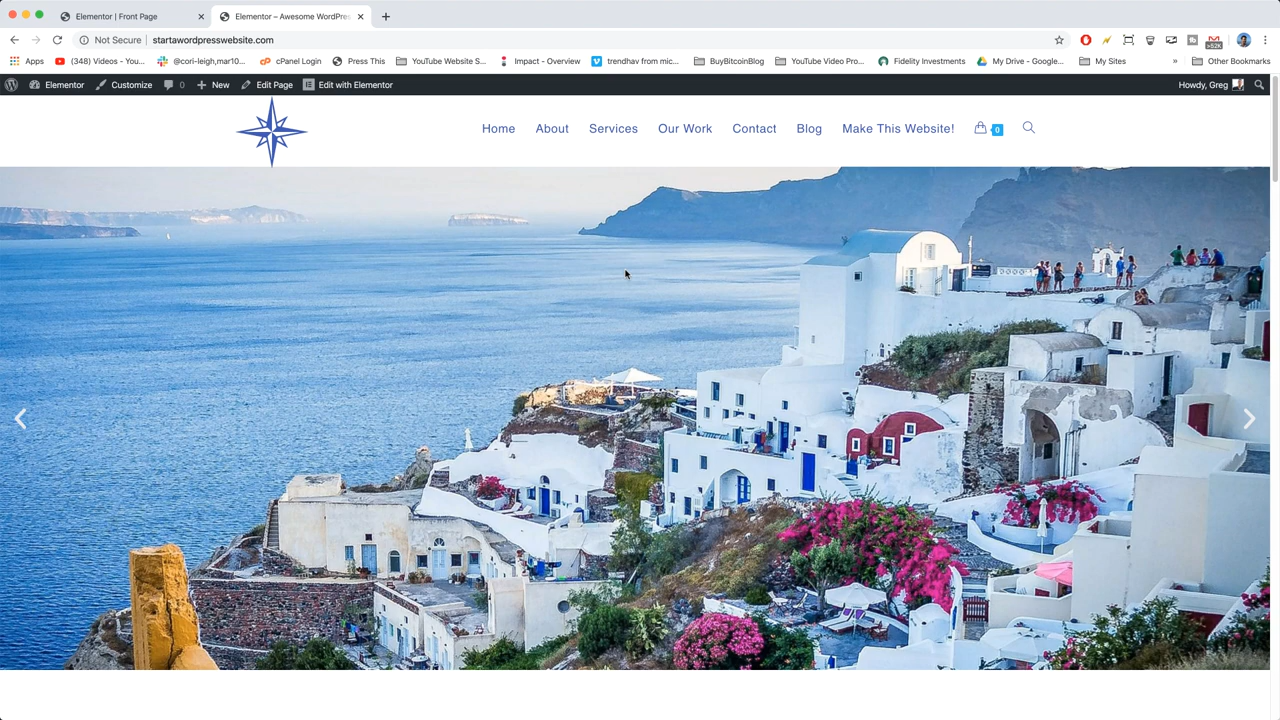 Elementor | Front Page
Elementor – Awesome WordPres
Not Secure | startawordpresswebsite.com
>52K
Apps (348) Videos - You... @cori-leigh,mar10... cPanel Login Press This YouTube Website S... Impact - Overview trendhav from mic... BuyBitcoinBlog YouTube Video Pro... Fidelity Investments My Drive - Google... My Sites » Other Bookmarks
Elementor Customize 0 New Edit Page Edit with Elementor Howdy, Greg
Home About Services Our Work Contact Blog Make This Website! 0